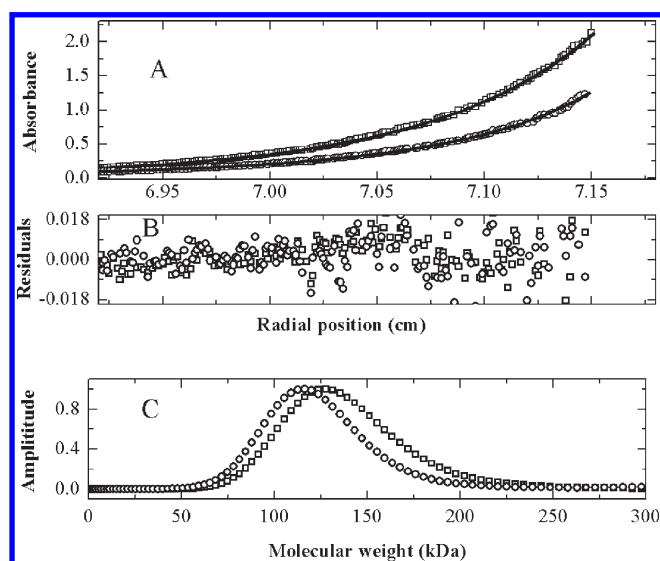 A
Absorbance
2.0
1.5
1.0
0.5
0.0
6.95 7.00 7.05 7.10 7.15
B
Residuals
0.018
0.000
-0.018
Radial position (cm)
C
Amplititude
0.8
0.4
0.0
0 50 100 150 200 250 300
Molecular weight (kDa)